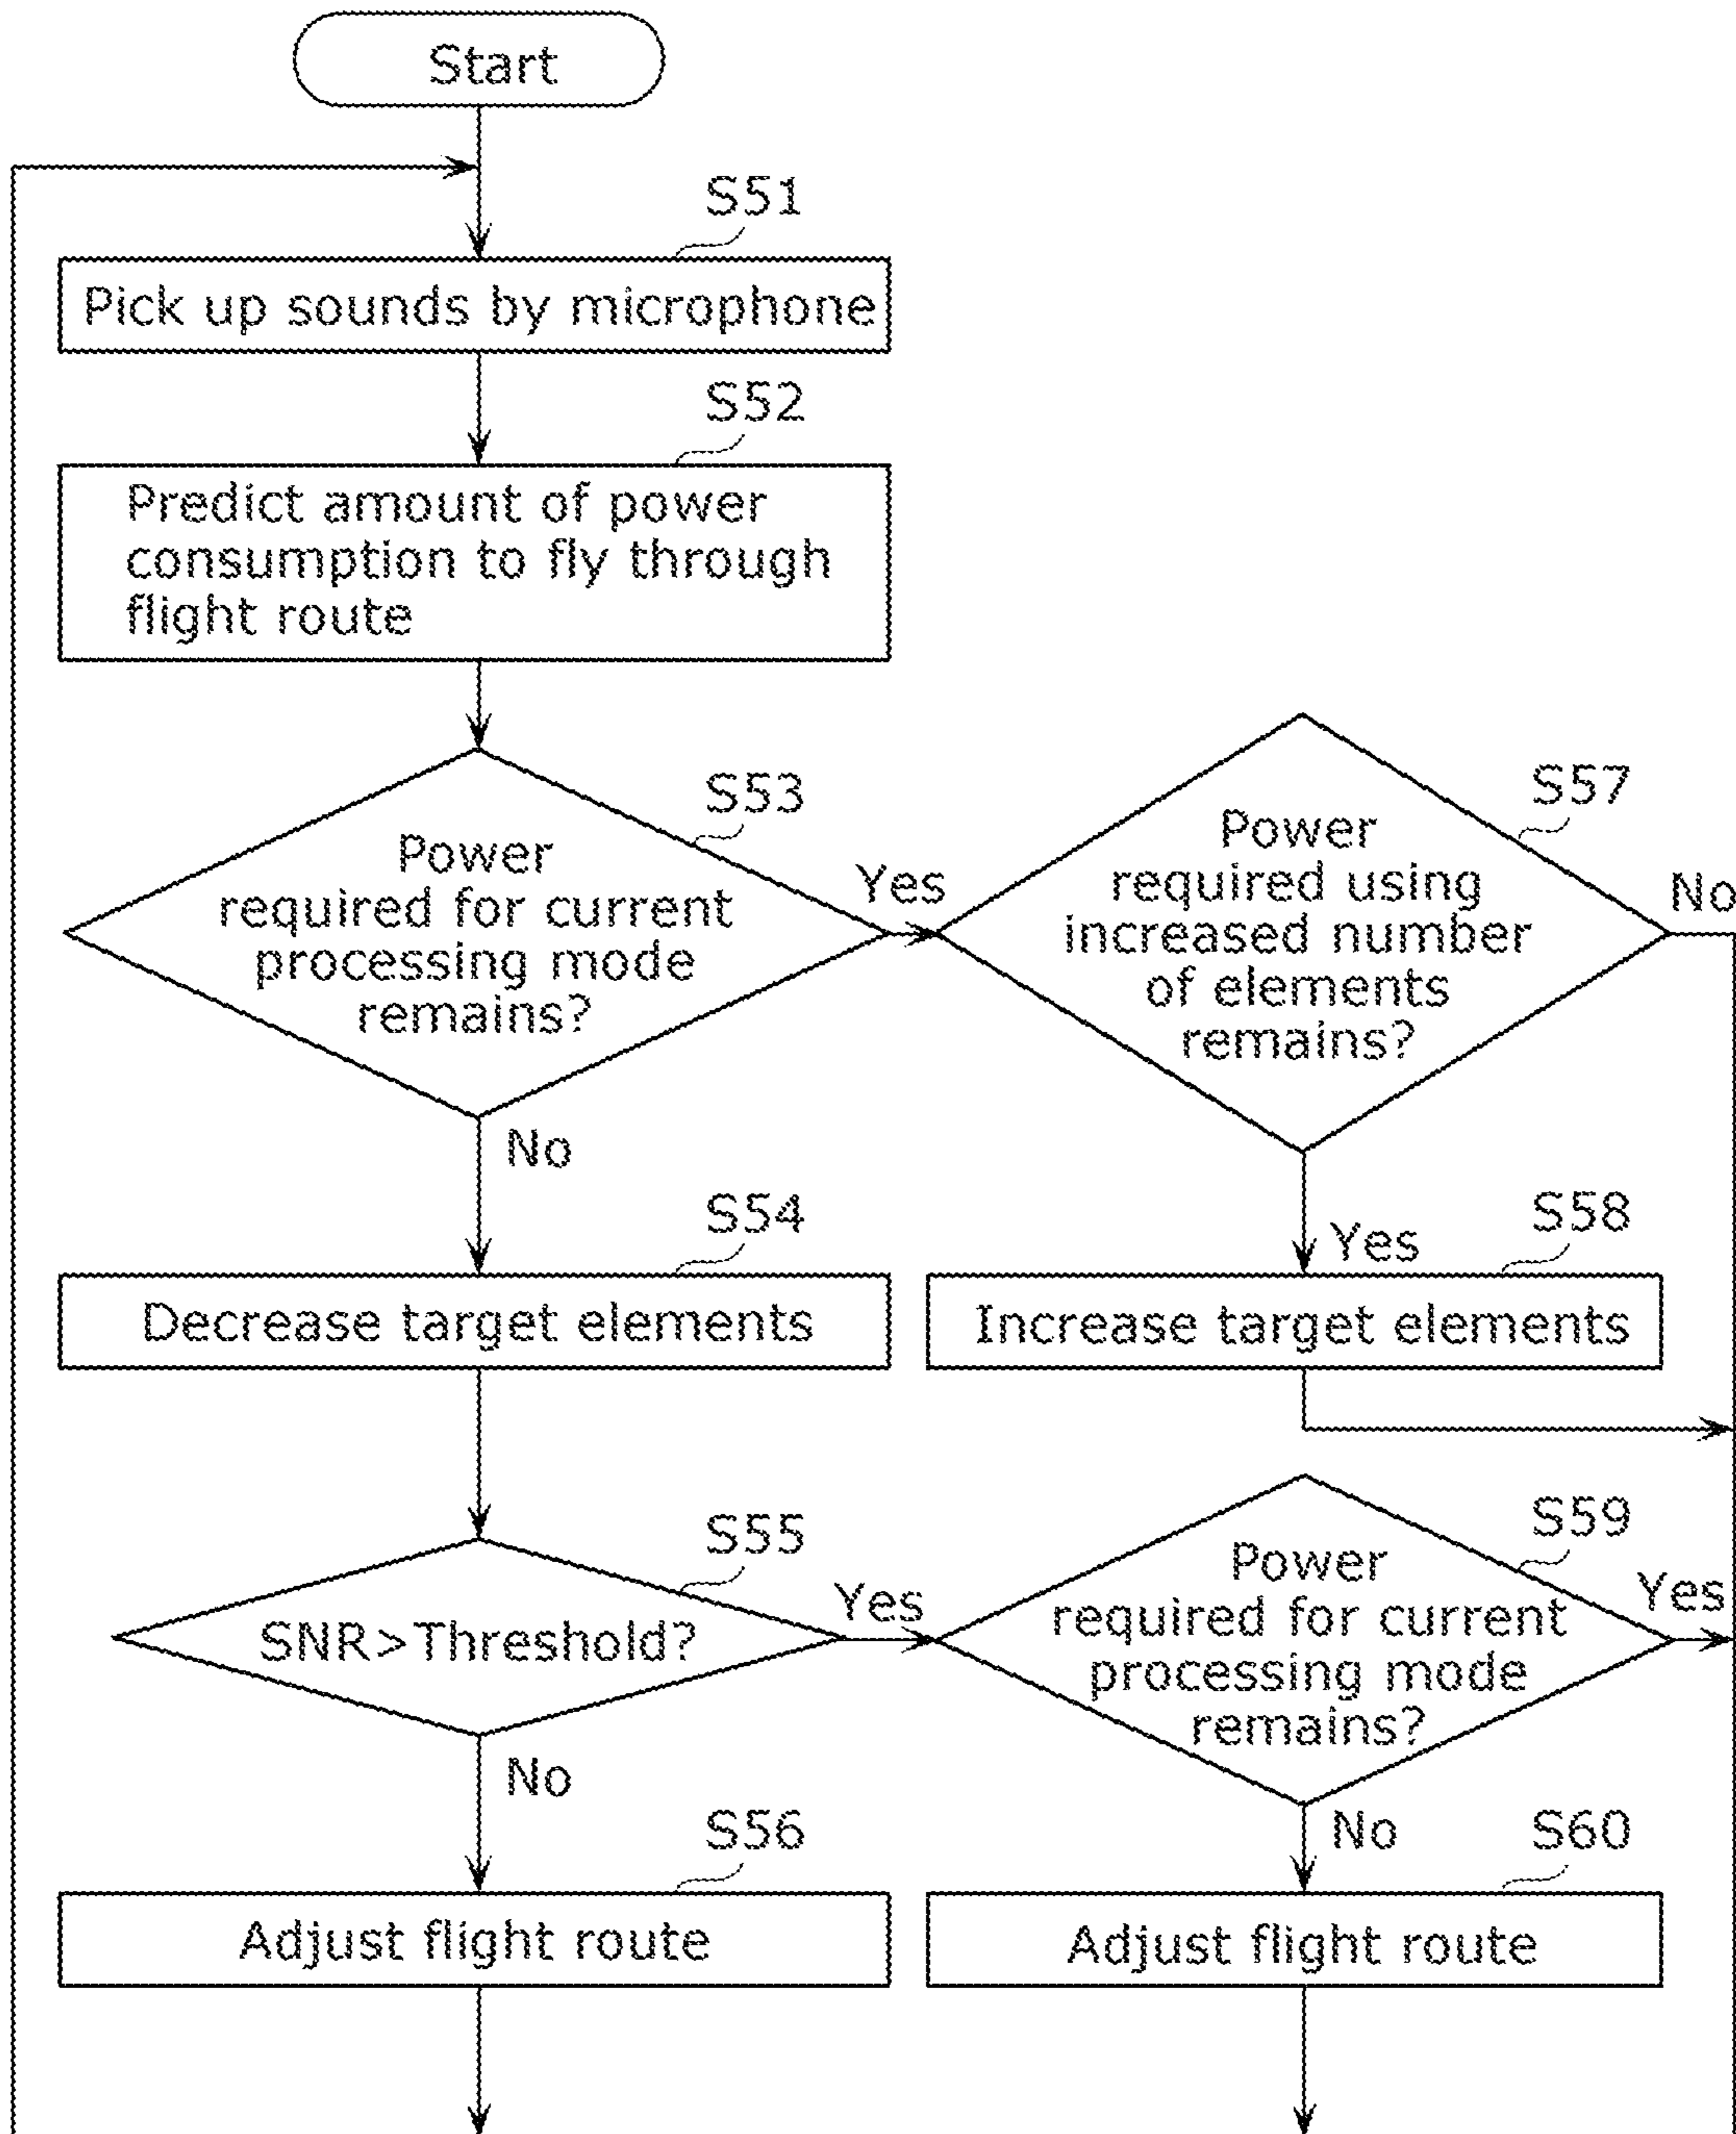 Start
S51
Pick up sounds by microphone
S52
Predict amount of power
consumption to fly through
flight route
S53
Power
required for current
processing mode
remains?
Yes
No
S57
Power
required using
increased number
of elements
remains?
No
Yes
S54
Decrease target elements
S58
Increase target elements
S55
SNR>Threshold?
Yes
No
S59
Power
required for current
processing mode
remains?
Yes
No
S56
Adjust flight route
S60
Adjust flight route